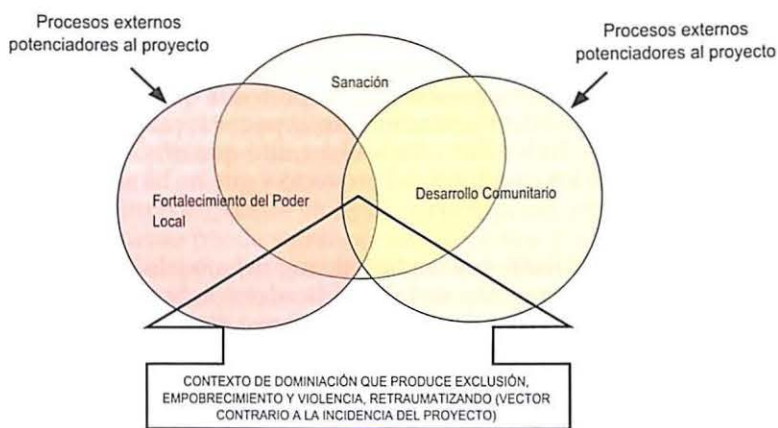 Procesos externos
potenciadores al proyecto
Procesos externos
potenciadores al proyecto
Sanación
Fortalecimiento del Poder
Local
Desarrollo Comunitario
CONTEXTO DE DOMINIACIÓN QUE PRODUCE EXCLUSIÓN,
EMPOBRECIMIENTO Y VIOLENCIA, RETRAUMATIZANDO (VECTOR
CONTRARIO A LA INCIDENCIA DEL PROYECTO)